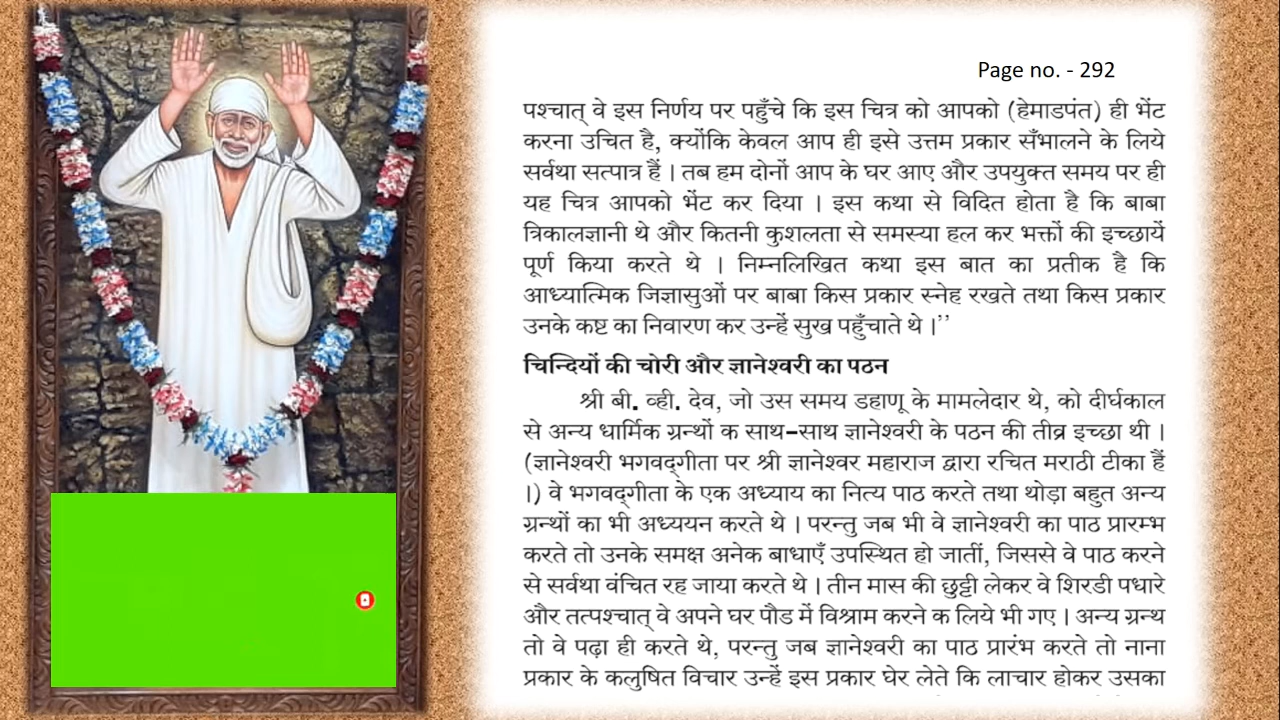 Page no. - 292
पश्चात् वे इस निर्णय पर पहुँचे कि इस चित्र को आपको (हेमाडपंत) ही भेंट
करना उचित है, क्योंकि केवल आप ही इसे उत्तम प्रकार सँभालने के लिये
सर्वथा सत्पात्र हैं । तब हम दोनों आप के घर आए और उपयुक्त समय पर ही
यह चित्र आपको भेंट कर दिया । इस कथा से विदित होता है कि बाबा
त्रिकालज्ञानी थे और कितनी कुशलता से समस्या हल कर भक्तों की इच्छायें
पूर्ण किया करते थे । निम्नलिखित कथा इस बात का प्रतीक है कि
आध्यात्मिक जिज्ञासुओं पर बाबा किस प्रकार स्नेह रखते तथा किस प्रकार
उनके कष्ट का निवारण कर उन्हें सुख पहुँचाते थे ।’’
चिन्दियों की चोरी और ज्ञानेश्वरी का पठन
श्री बी. व्ही. देव, जो उस समय डहाणू के मामलेदार थे, को दीर्घकाल
से अन्य धार्मिक ग्रन्थों क साथ–साथ ज्ञानेश्वरी के पठन की तीव्र इच्छा थी ।
(ज्ञानेश्वरी भगवद्‌गीता पर श्री ज्ञानेश्वर महाराज द्वारा रचित मराठी टीका हैं
।) वे भगवद्‌गीता के एक अध्याय का नित्य पाठ करते तथा थोड़ा बहुत अन्य
ग्रन्थों का भी अध्ययन करते थे । परन्तु जब भी वे ज्ञानेश्वरी का पाठ प्रारम्भ
करते तो उनके समक्ष अनेक बाधाएँ उपस्थित हो जातीं, जिससे वे पाठ करने
से सर्वथा वंचित रह जाया करते थे । तीन मास की छुट्टी लेकर वे शिरडी पधारे
और तत्पश्चात् वे अपने घर पौड में विश्राम करने क लिये भी गए । अन्य ग्रन्थ
तो वे पढ़ा ही करते थे, परन्तु जब ज्ञानेश्वरी का पाठ प्रारंभ करते तो नाना
प्रकार के कलुषित विचार उन्हें इस प्रकार घेर लेते कि लाचार होकर उसका